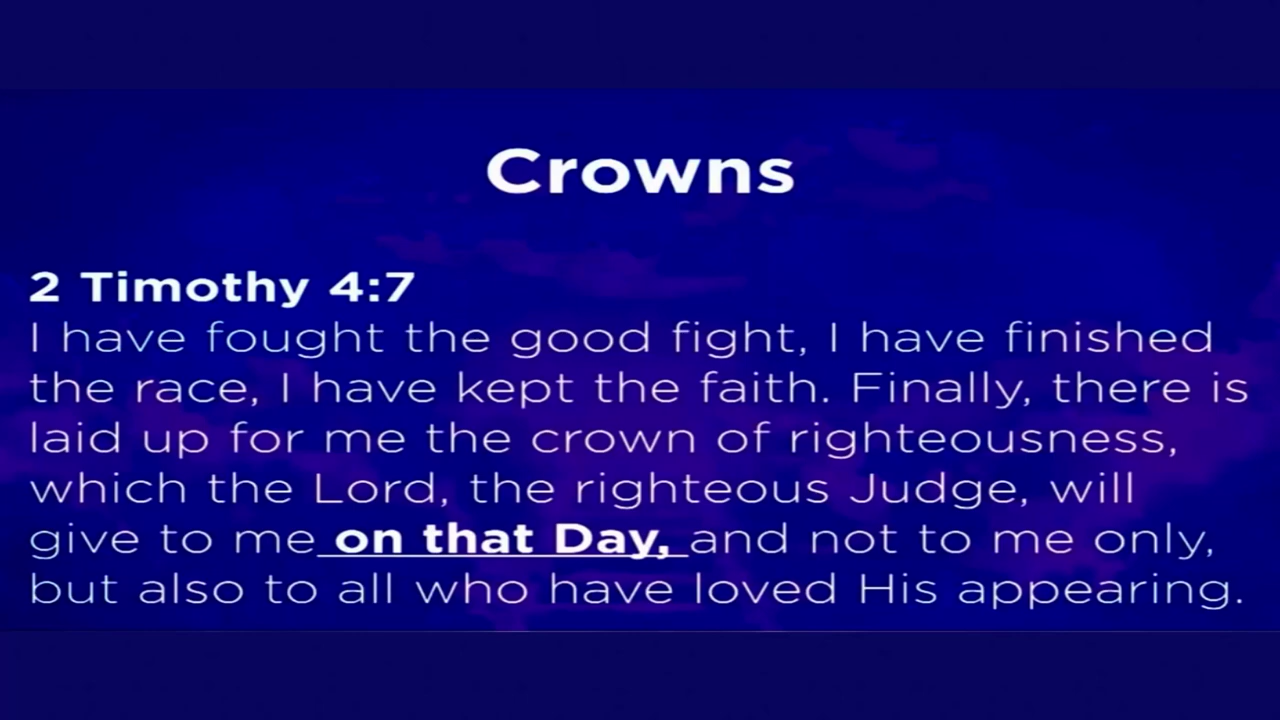 Crowns
2 Timothy 4:7
I have fought the good fight, I have finished
the race, I have kept the faith. Finally, there is
laid up for me the crown of righteousness,
which the Lord, the righteous Judge, will
give to me on that Day, and not to me only,
but also to all who have loved His appearing.